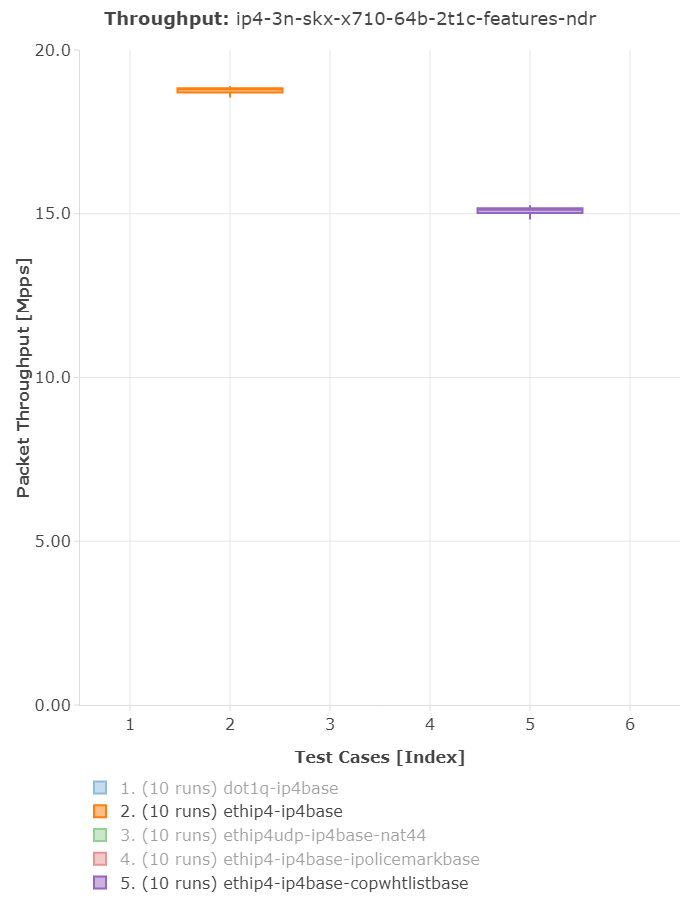 Throughput: ip4-3n-skx-x710-64b-2t1c-features-ndr
20.0
15.0
10.0
5.00
0.00
Packet Throughput [Mpps]
1 2 3 4 5 6
Test Cases [Index]
1. (10 runs) dot1q-ip4base
2. (10 runs) ethip4-ip4base
3. (10 runs) ethip4udp-ip4base-nat44
4. (10 runs) ethip4-ip4base-ipolicemarkbase
5. (10 runs) ethip4-ip4base-copwhtlistbase